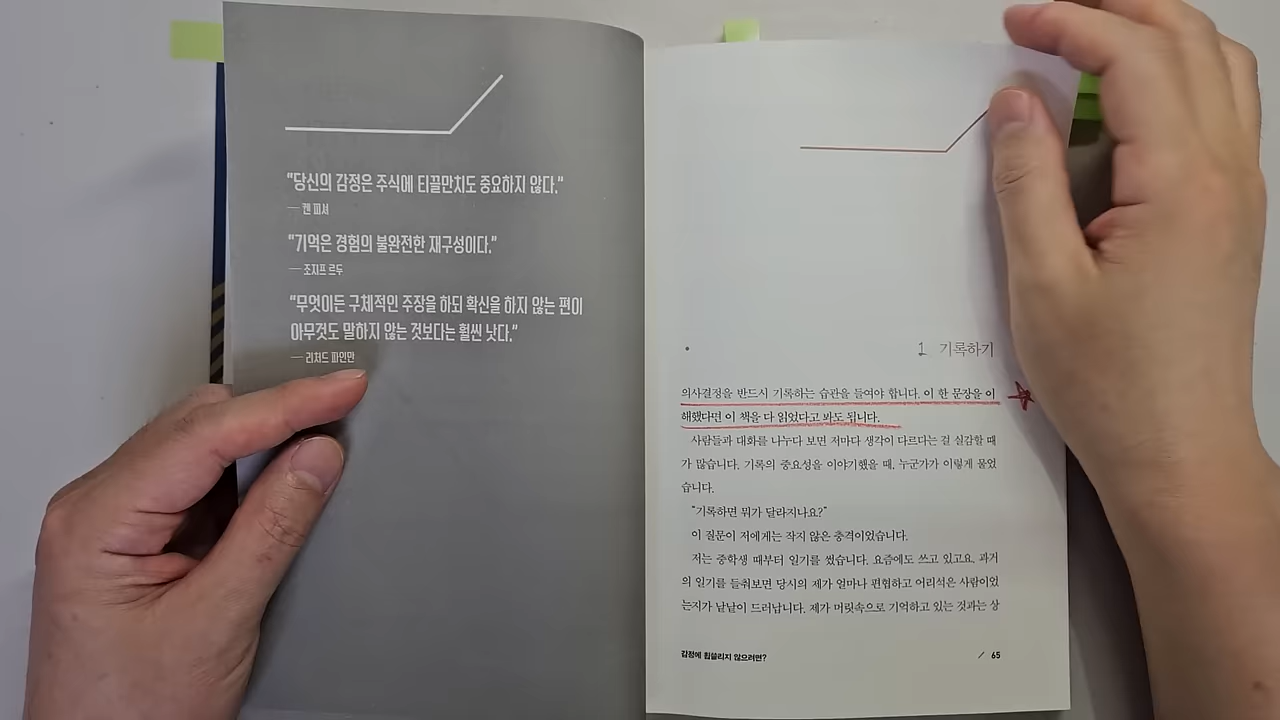 "당신의 감정은 주식에 티끌만치도 중요하지 않다."
— 켄 피셔
"기억은 경험의 불완전한 재구성이다."
— 조지프 르두
"무엇이든 구체적인 주장을 하되 확신을 하지 않는 편이
아무것도 말하지 않는 것보다는 훨씬 낫다."
— 리처드 파인만
1 기록하기
의사결정을 반드시 기록하는 습관을 들여야 합니다. 이 한 문장을 이
해했다면 이 책을 다 읽었다고 봐도 됩니다.
사람들과 대화를 나누다 보면 저마다 생각이 다르다는 걸 실감할 때
가 많습니다. 기록의 중요성을 이야기했을 때, 누군가가 이렇게 물었
습니다.
"기록하면 뭐가 달라지나요?"
이 질문이 저에게는 작지 않은 충격이었습니다.
저는 중학생 때부터 일기를 썼습니다. 요즘에도 쓰고 있고요. 과거
의 일기를 들춰보면 당시의 제가 얼마나 편협하고 어리석은 사람이었
는지가 낱낱이 드러납니다. 제가 머릿속으로 기억하고 있는 것과는 상
감정에 휩쓸리지 않으려면?
/ 65